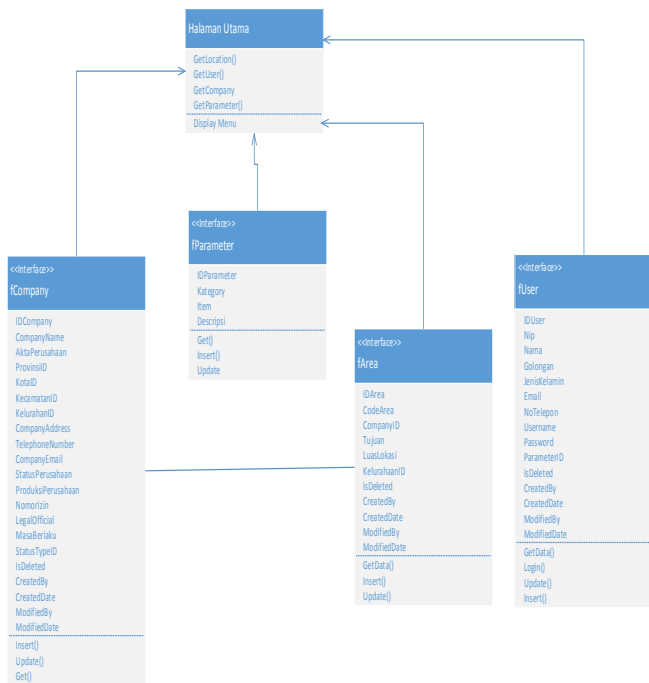 Halaman Utama
GetLocation()
GetUser()
GetCompany
GetParameter()
Display Menu
<<Interface>>
fParameter
IDParameter
Kategory
Item
Descripsi
Get()
Insert()
Update
<<Interface>>
fCompany
IDCompany
CompanyName
AktaPerusahaan
ProvinsiID
KotaID
KecamatanID
KelurahanID
CompanyAddress
TelephoneNumber
CompanyEmail
StatusPerusahaan
ProduksiPerusahaan
NomorIzin
LegalOfficial
MasaBerlaku
StatusTypeID
IsDeleted
CreatedBy
CreatedDate
ModifiedBy
ModifiedDate
Insert()
Update()
Get()
<<Interface>>
fArea
IDArea
CodeArea
CompanyID
Tujuan
LuasLokasi
KelurahaanID
IsDeleted
CreatedBy
CreatedDate
ModifiedBy
ModifiedDate
GetData()
Insert()
Update()
<<Interface>>
fUser
IDUser
Nip
Nama
Golongan
JenisKelamin
Email
NoTelepon
Username
Password
ParameterID
IsDeleted
CreatedBy
CreatedDate
ModifiedBy
ModifiedDate
GetData()
Login()
Update()
Insert()